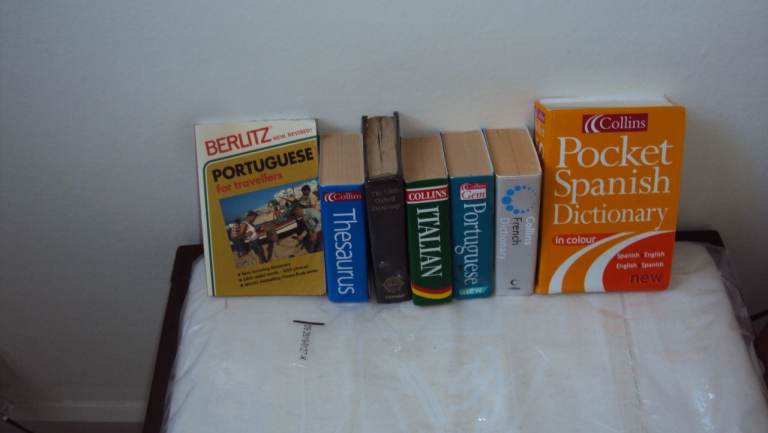 BERLITZ NEW REVISED!
PORTUGUESE
for travellers
Collins
Thesaurus
COLLINS
ITALIAN
Collins
Gem
Portuguese
NEW
Collins
French
Dictionary
Collins
Pocket
Spanish
Dictionary
in colour
Spanish English
English Spanish
new